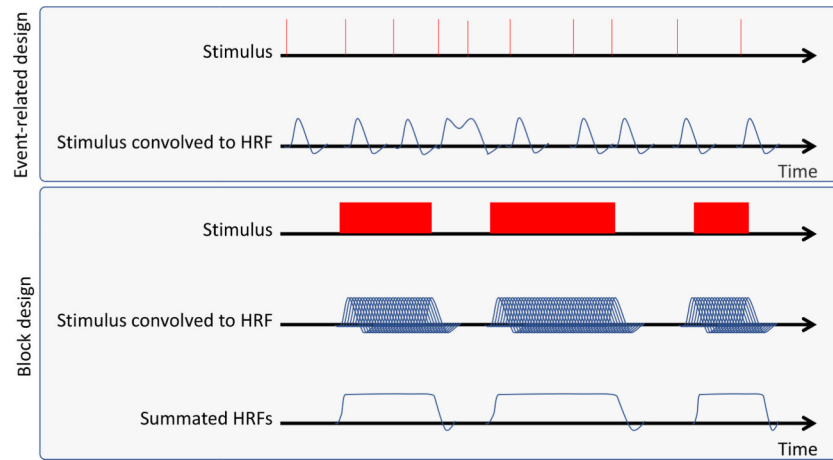 Event-related design
Stimulus
Stimulus convolved to HRF
Time
Block design
Stimulus
Stimulus convolved to HRF
Summated HRFs
Time